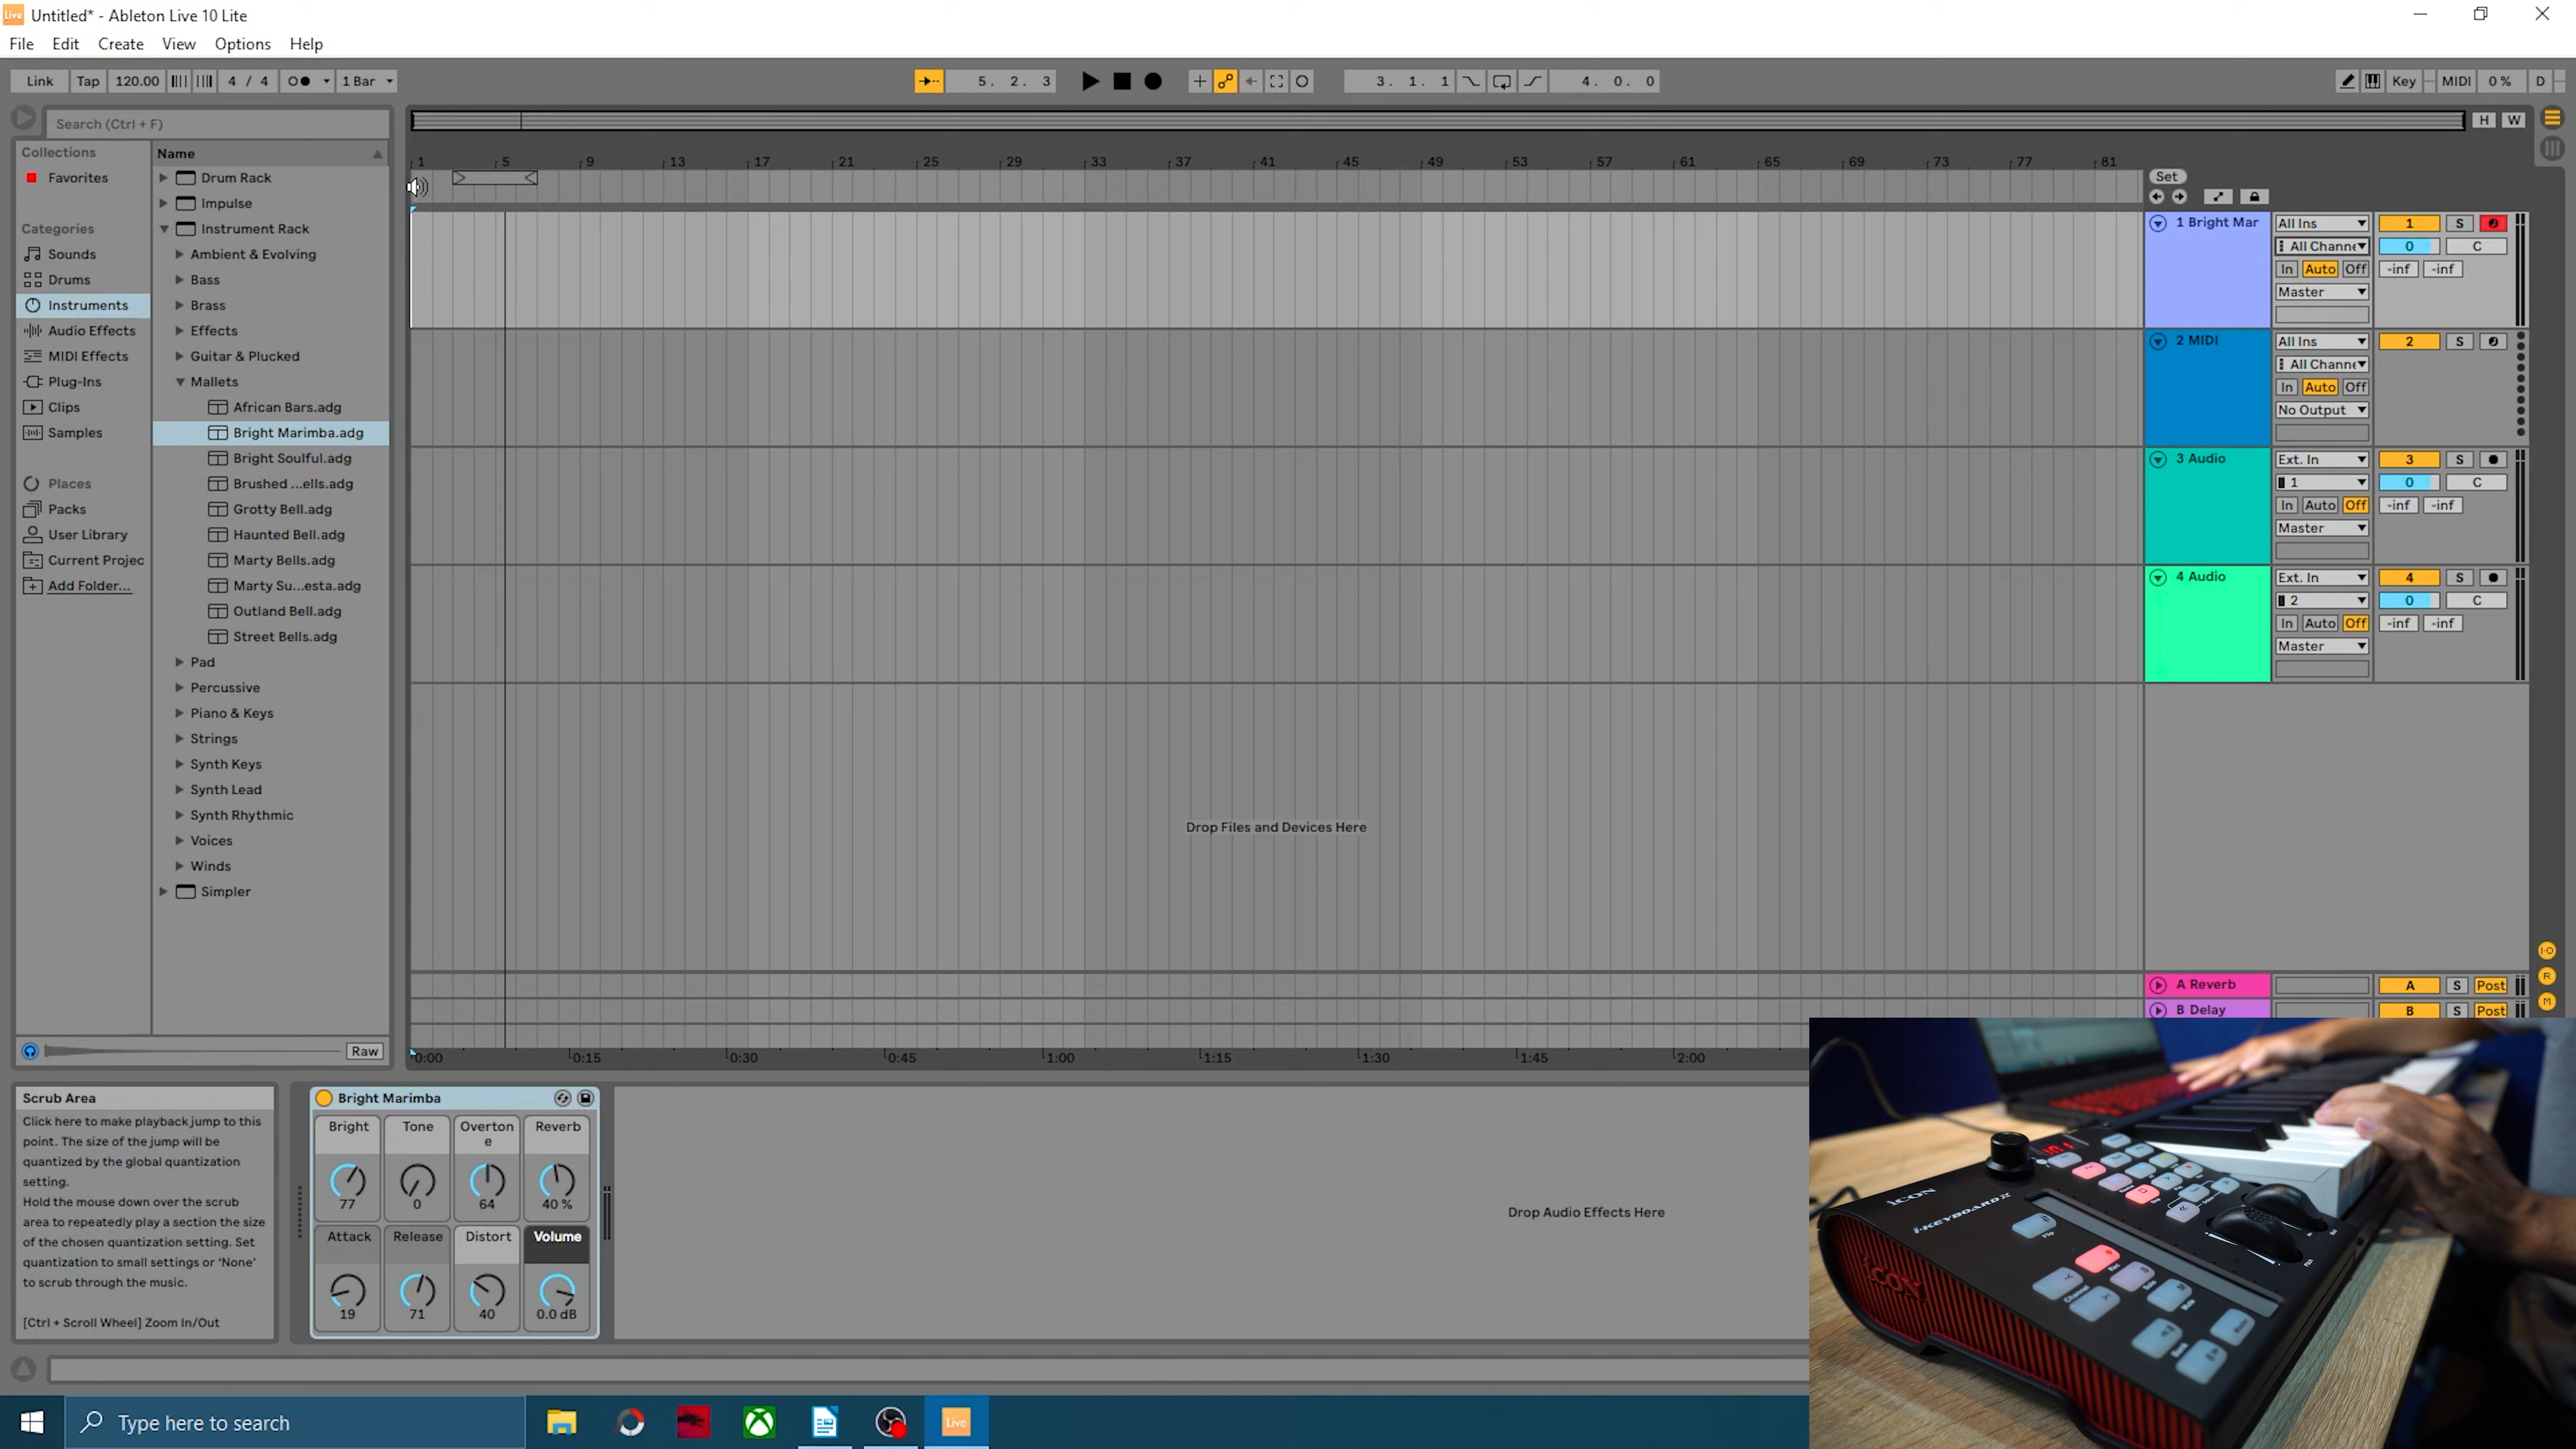 Live Untitled* - Ableton Live 10 Lite
File Edit Create View Options Help
Link Tap 120.00 4 / 4 1 Bar 5. 2. 3 3. 1. 1 4. 0. 0 Key MIDI 0 % D
Search (Ctrl + F)
H W
Collections
Favorites
Categories
Sounds
Drums
Instruments
Audio Effects
MIDI Effects
Plug-Ins
Clips
Samples
Places
Packs
User Library
Current Projec
Add Folder...
Name
Drum Rack
Impulse
Instrument Rack
Ambient & Evolving
Bass
Brass
Effects
Guitar & Plucked
Mallets
African Bars.adg
Bright Marimba.adg
Bright Soulful.adg
Brushed ...ells.adg
Grotty Bell.adg
Haunted Bell.adg
Marty Bells.adg
Marty Su...esta.adg
Outland Bell.adg
Street Bells.adg
Pad
Percussive
Piano & Keys
Strings
Synth Keys
Synth Lead
Synth Rhythmic
Voices
Winds
Simpler
Raw
1 5 9 13 17 21 25 29 33 37 41 45 49 53 57 61 65 69 73 77 81
Set
1 Bright Mar All Ins 1 S
All Channe 0 C
In Auto Off -inf -inf
Master
2 MIDI All Ins 2 S
All Channe
In Auto Off
No Output
3 Audio Ext. In 3 S
1 0 C
In Auto Off -inf -inf
Master
4 Audio Ext. In 4 S
2 0 C
In Auto Off -inf -inf
Master
Drop Files and Devices Here
I·O
R
M
A Reverb A S Post
B Delay B S Post
0:00 0:15 0:30 0:45 1:00 1:15 1:30 1:45 2:00
Scrub Area
Click here to make playback jump to this
point. The size of the jump will be
quantized by the global quantization
setting.
Hold the mouse down over the scrub
area to repeatedly play a section the size
of the chosen quantization setting. Set
quantization to small settings or 'None'
to scrub through the music.
[Ctrl + Scroll Wheel] Zoom In/Out
Bright Marimba
Bright Tone Overton
e Reverb
77 0 64 40 %
Attack Release Distort Volume
19 71 40 0.0 dB
Drop Audio Effects Here
iCON
i-KEYBOARD X
iCON
Type here to search
Live